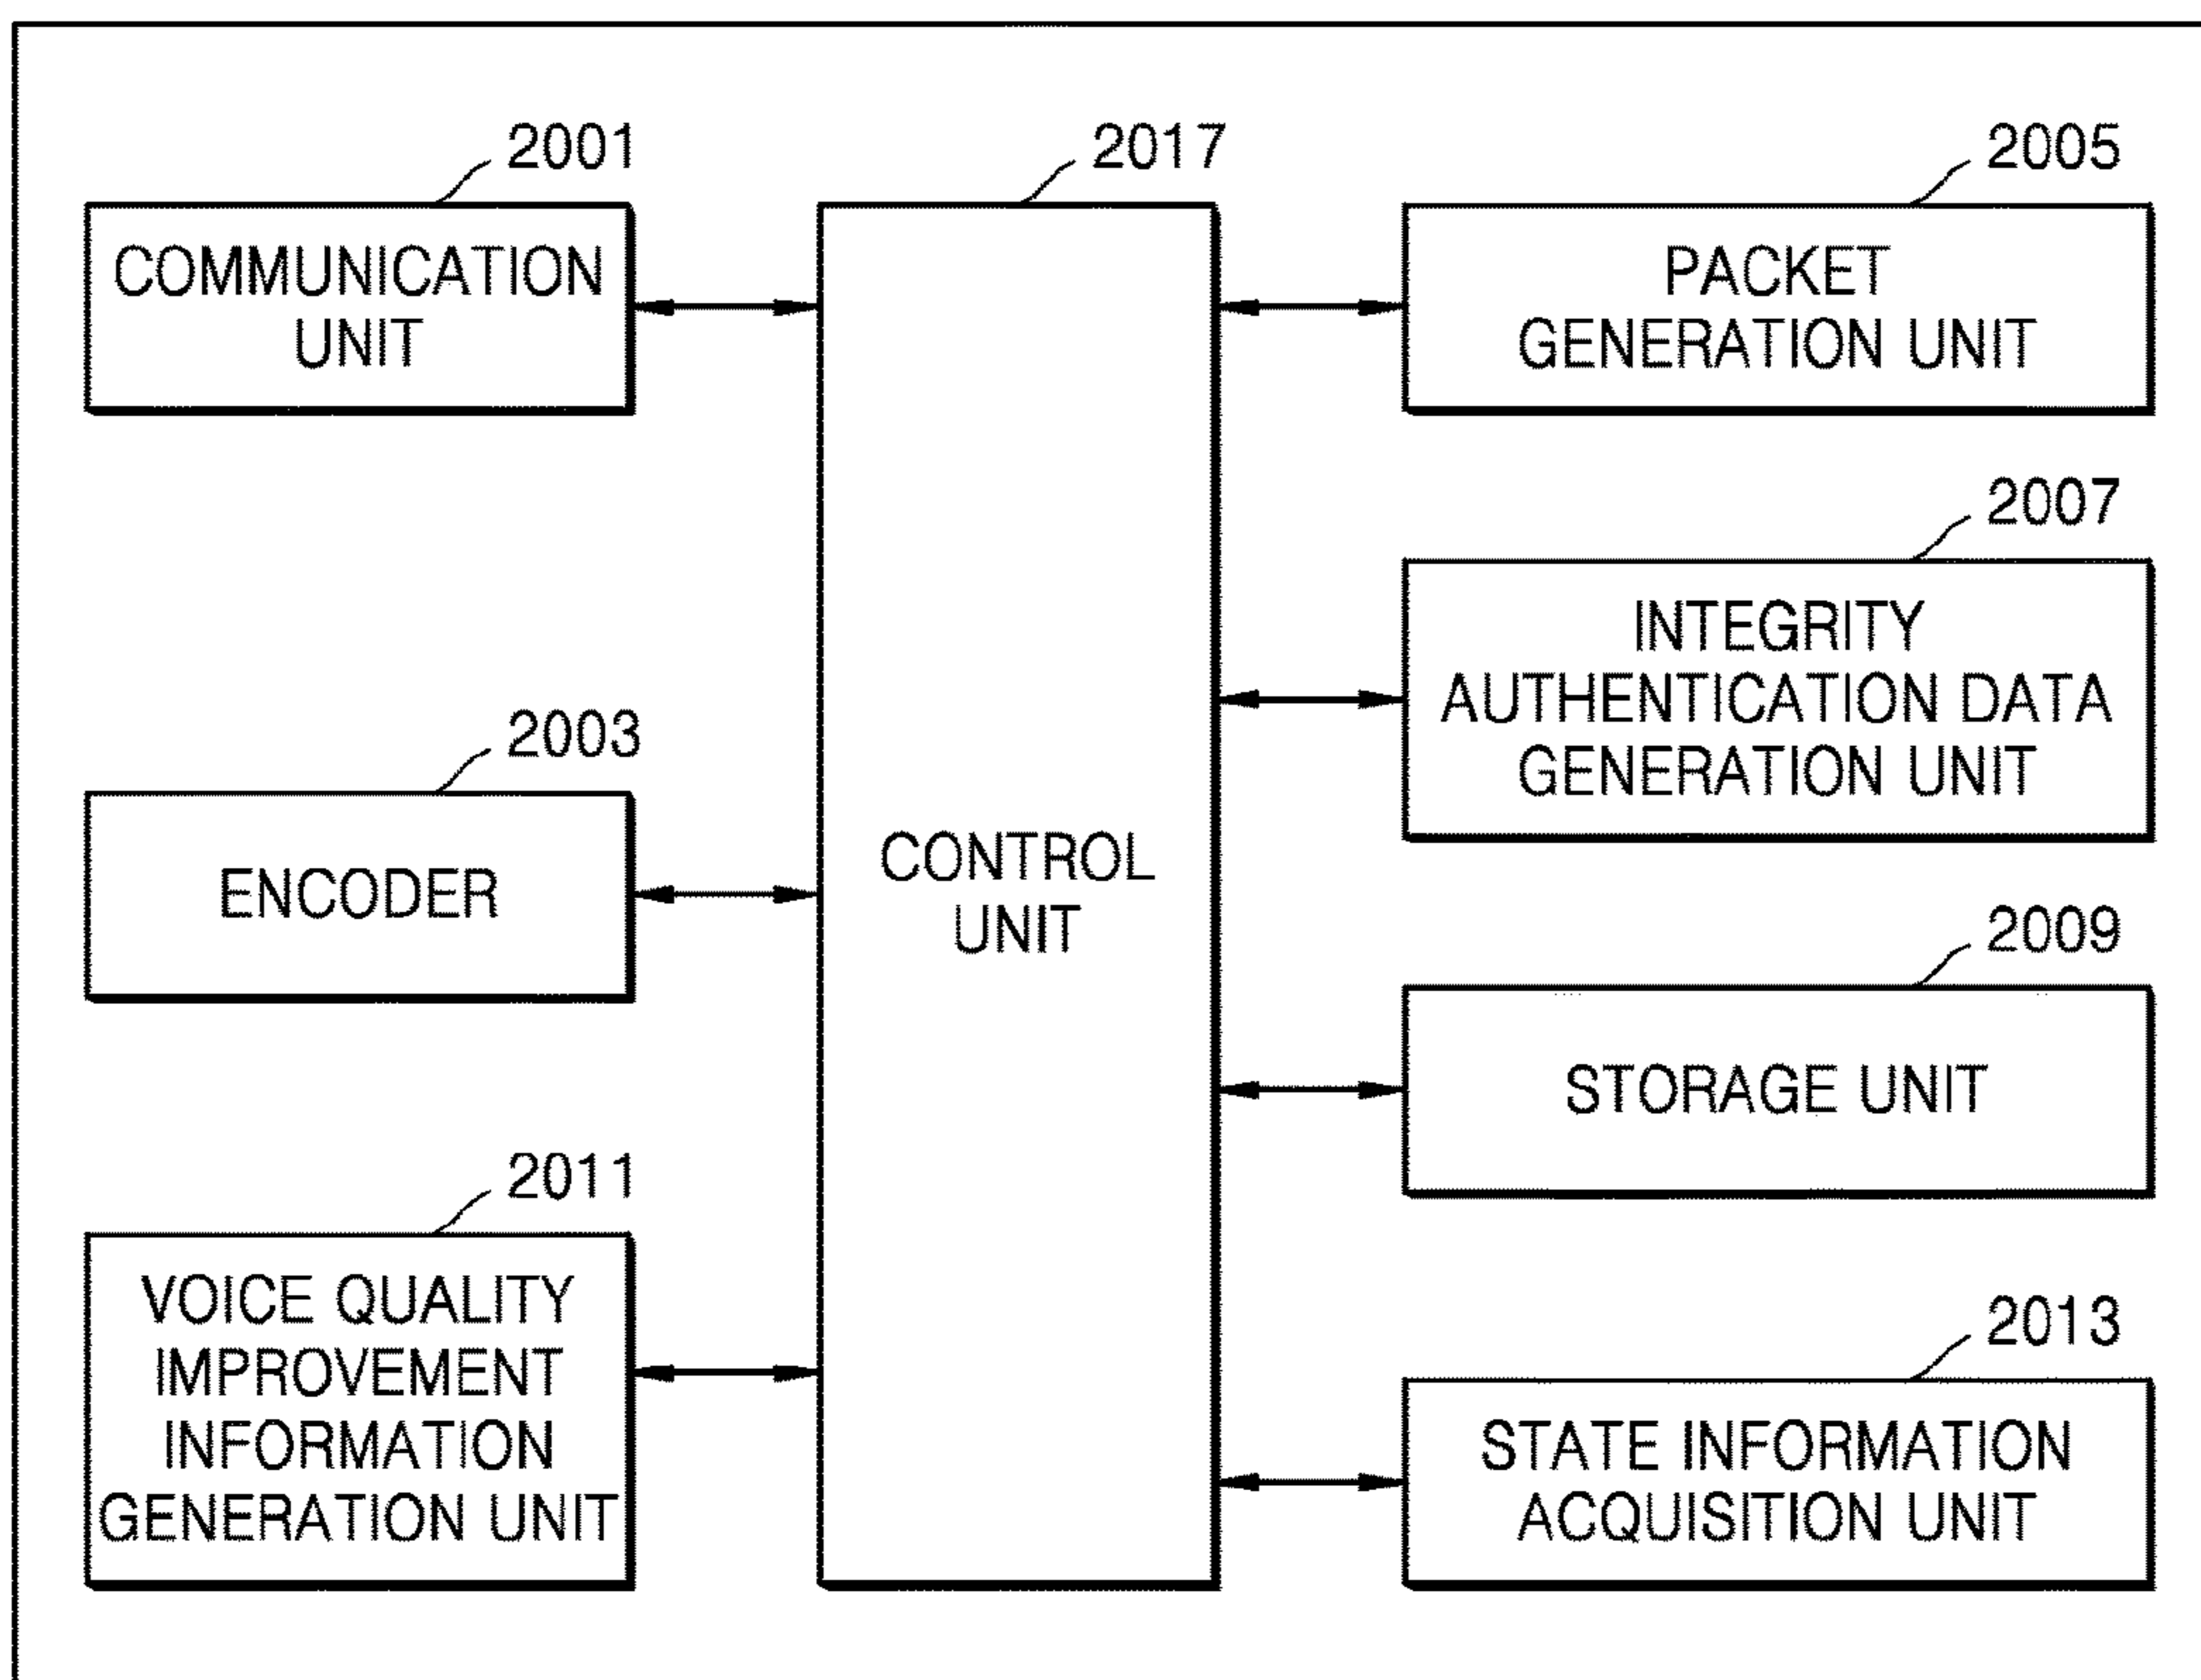 2001
COMMUNICATION
UNIT
2003
ENCODER
2011
VOICE QUALITY
IMPROVEMENT
INFORMATION
GENERATION UNIT
2017
CONTROL
UNIT
2005
PACKET
GENERATION UNIT
2007
INTEGRITY
AUTHENTICATION DATA
GENERATION UNIT
2009
STORAGE UNIT
2013
STATE INFORMATION
ACQUISITION UNIT